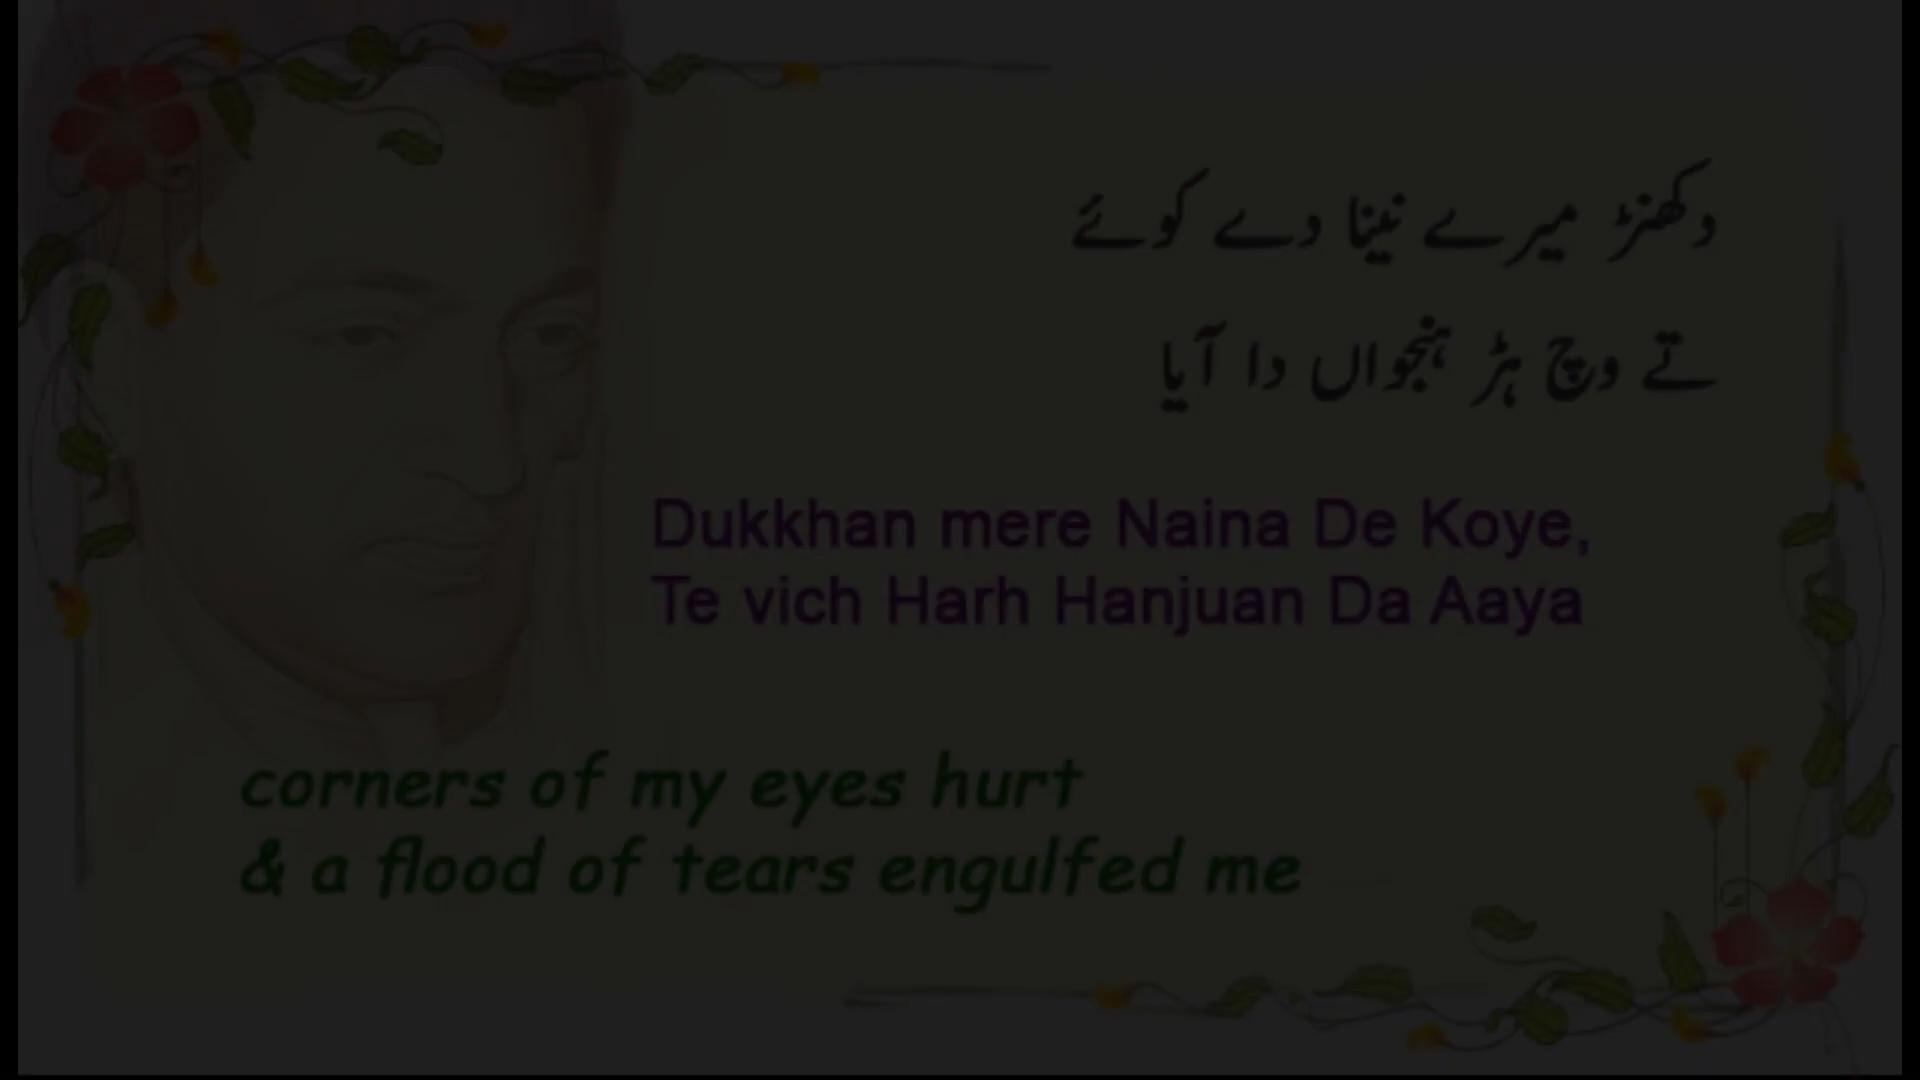 دکھنڑ میرے نینا دے کوئے
تے وچ ہڑ ہنجواں دا آیا
Dukkhan mere Naina De Koye,
Te vich Harh Hanjuan Da Aaya
corners of my eyes hurt
& a flood of tears engulfed me